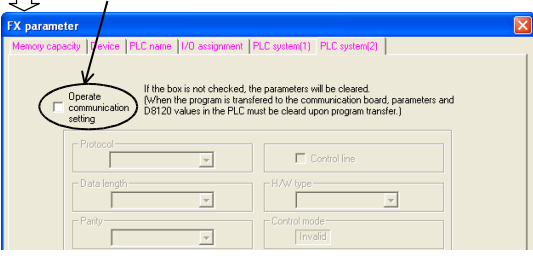 FX parameter
Memory capacity Device PLC name I/O assignment PLC system(1) PLC system(2)
Operate
communication
setting
If the box is not checked, the parameters will be cleared.
(When the program is transfered to the communication board, parameters and
D8120 values in the PLC must be cleard upon program transfer.)
Protocol
Control line
Data length
H/W type
Parity
Control mode
Invalid